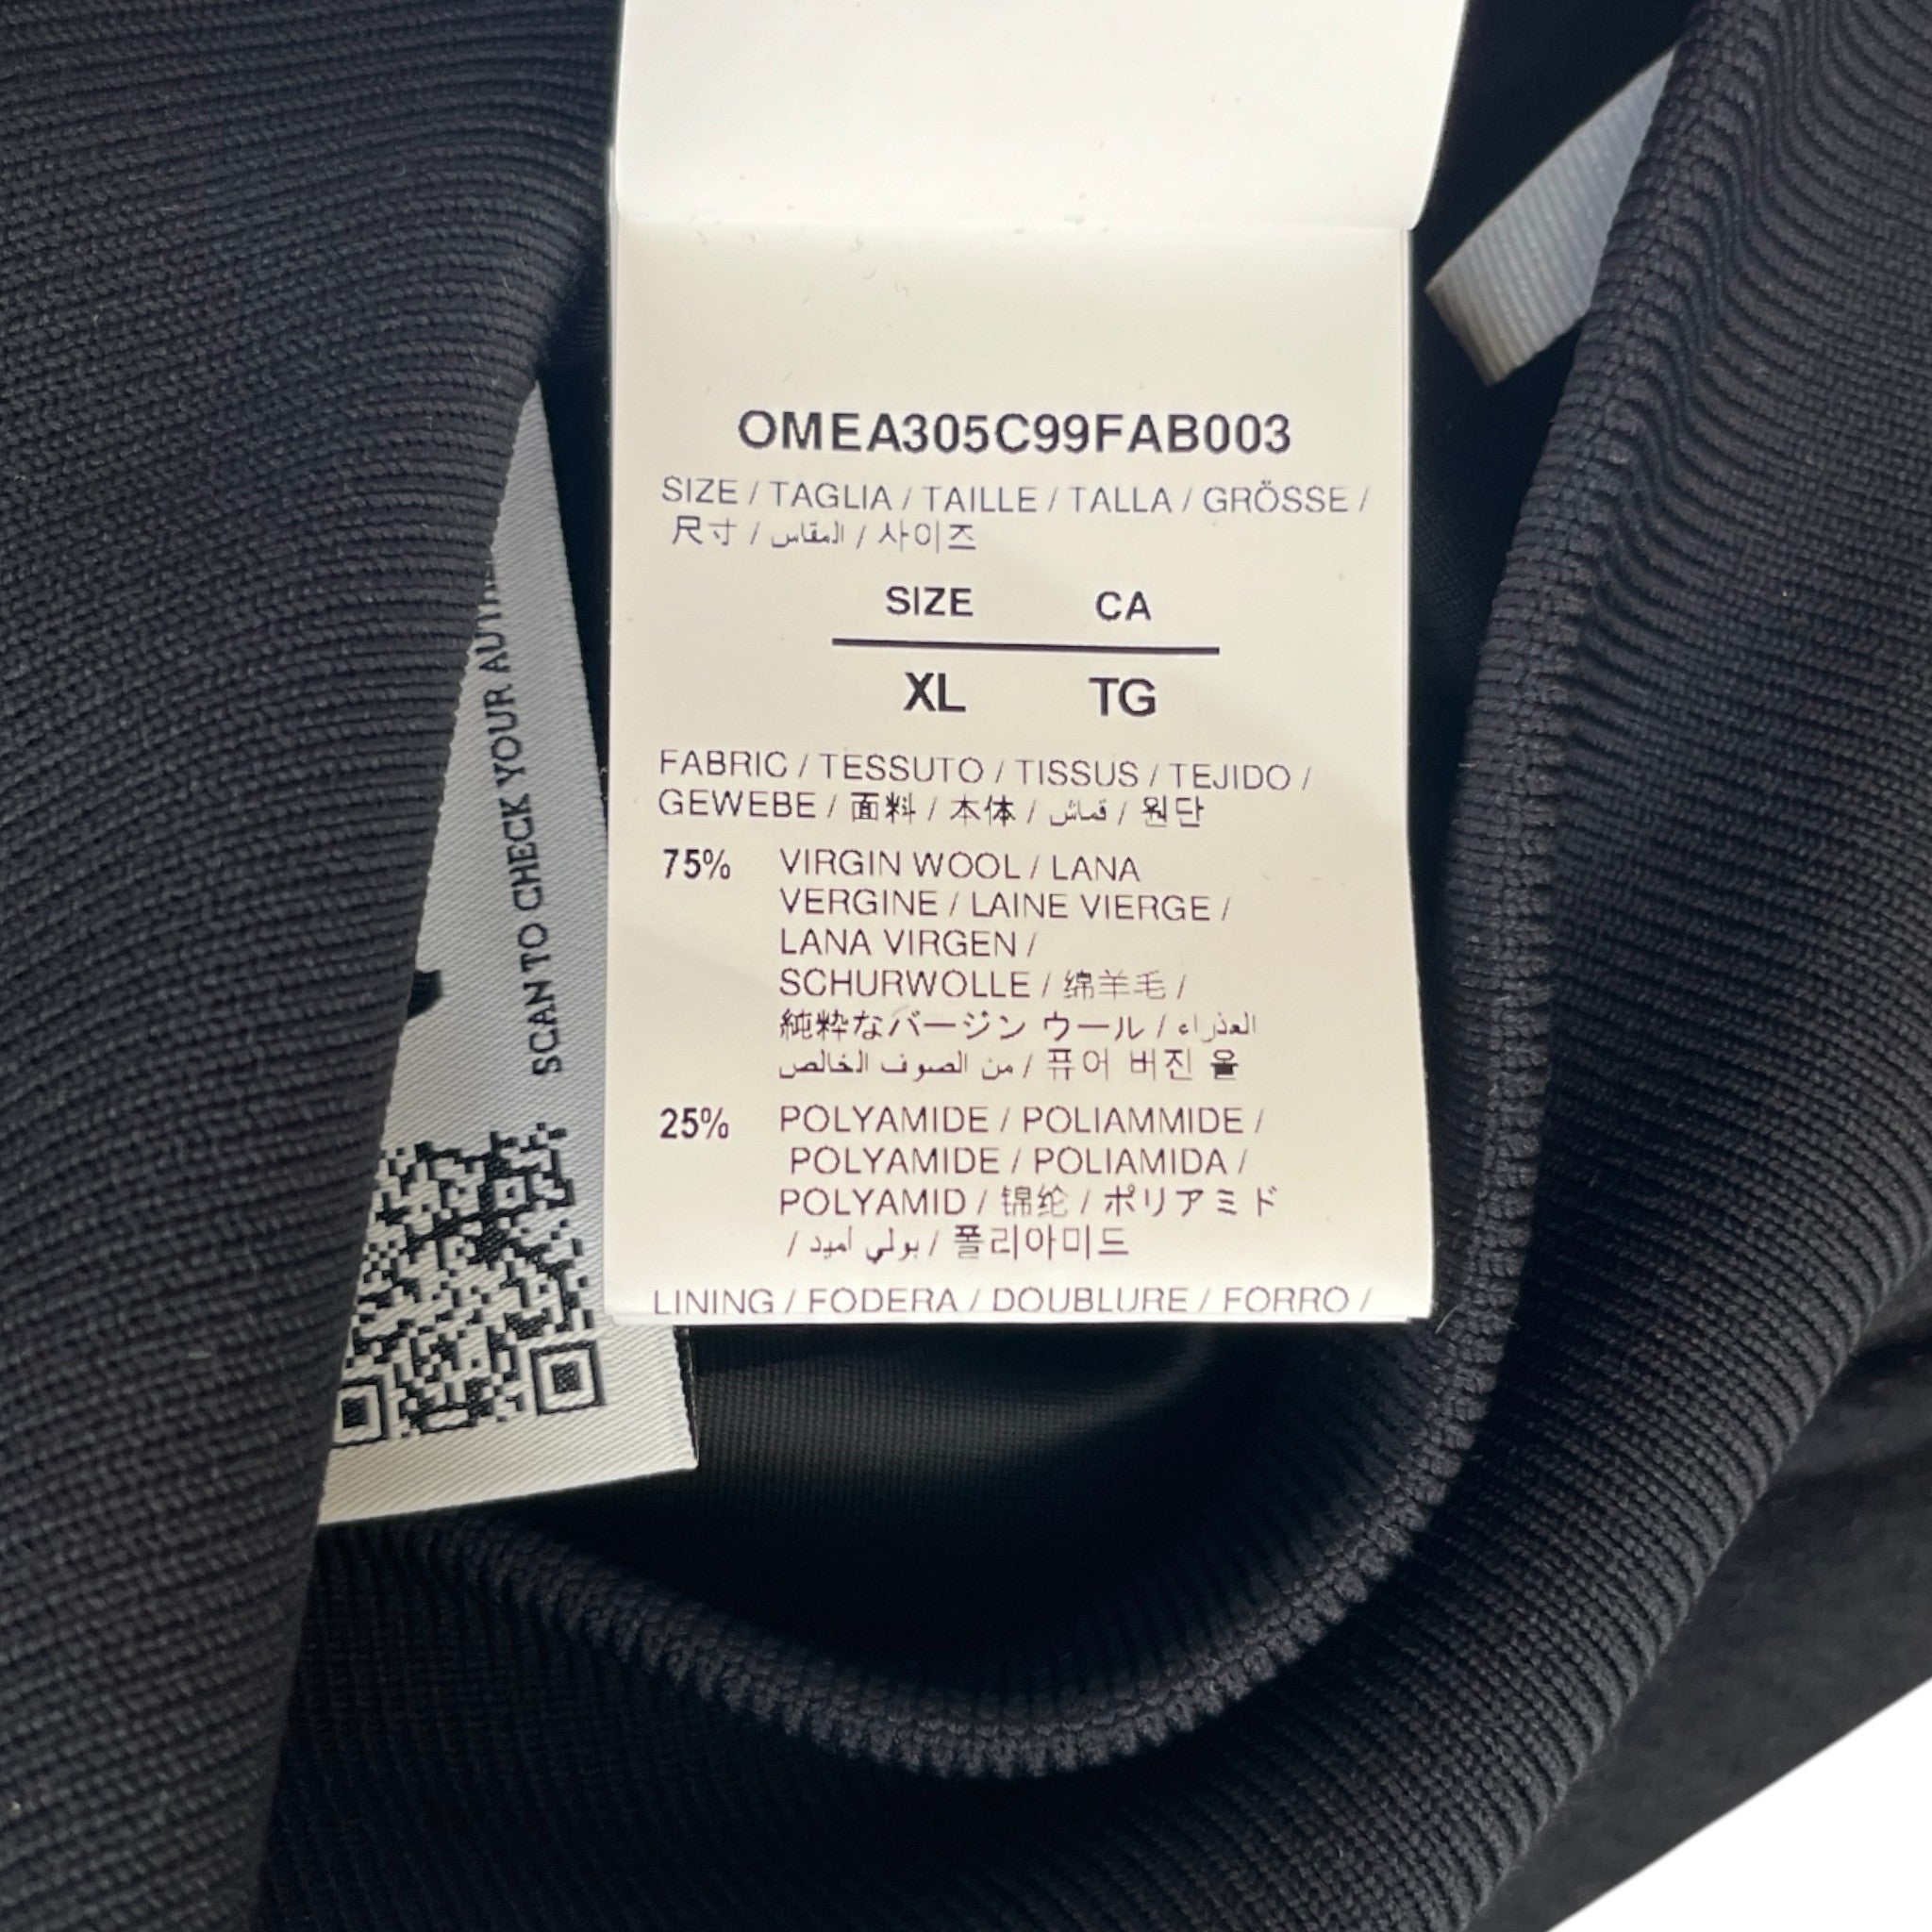 OMEA305C99FAB003
SIZE / TAGLIA / TAILLE / TALLA / GRÖSSE /
尺寸 / المقاس / 사이즈
SIZE CA
XL TG
FABRIC / TESSUTO / TISSUS / TEJIDO /
GEWEBE / 面料 / 本体 / قماش / 원단
75% VIRGIN WOOL / LANA
VERGINE / LAINE VIERGE /
LANA VIRGEN /
SCHURWOLLE / 绵羊毛 /
純粋なバージン ウール / العذراء
من الصوف الخالص / 퓨어 버진 울
25% POLYAMIDE / POLIAMMIDE /
POLYAMIDE / POLIAMIDA /
POLYAMID / 锦纶 / ポリアミド
/ بولي أميد / 폴리아미드
LINING / FODERA / DOUBLURE / FORRO /
SCAN TO CHECK YOUR